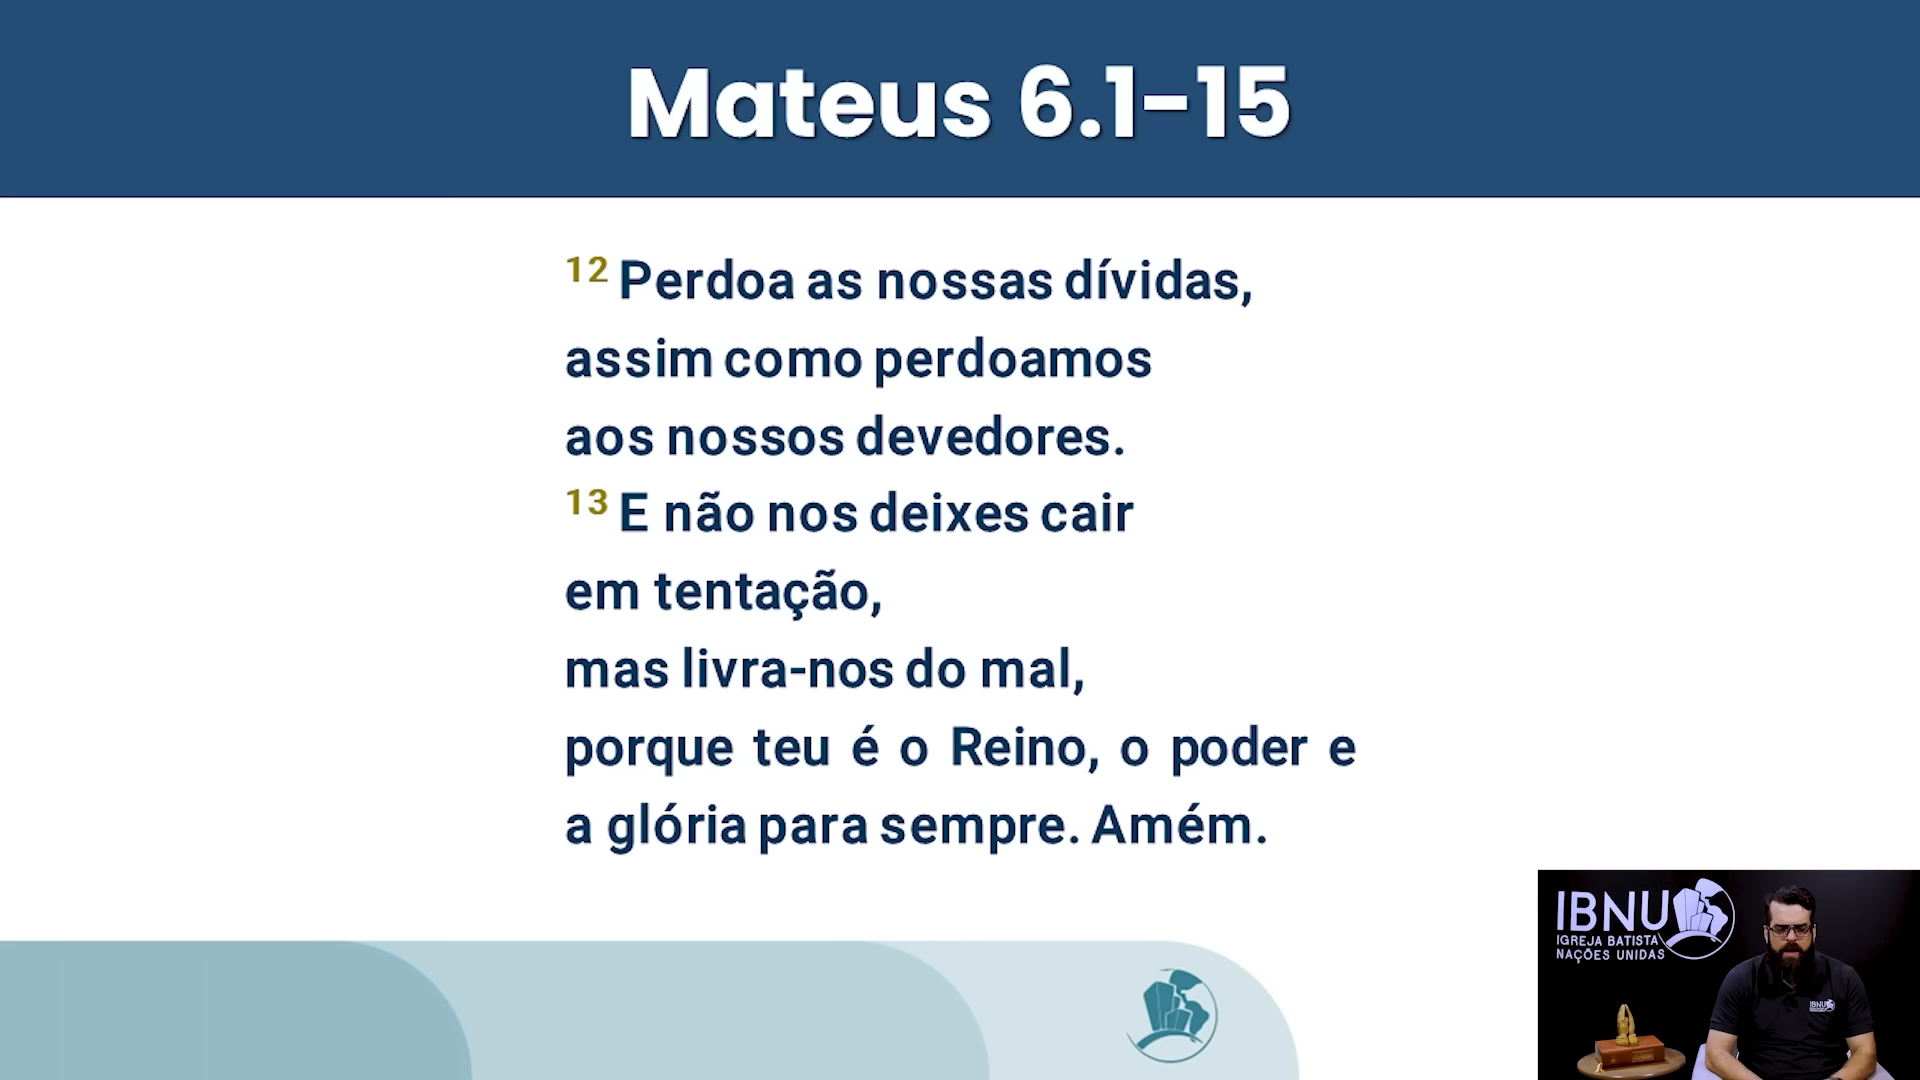 Mateus 6.1-15
12 Perdoa as nossas dívidas,
assim como perdoamos
aos nossos devedores.
13 E não nos deixes cair
em tentação,
mas livra-nos do mal,
porque teu é o Reino, o poder e
a glória para sempre. Amém.
IBNU
IGREJA BATISTA
NAÇÕES UNIDAS
IBNU